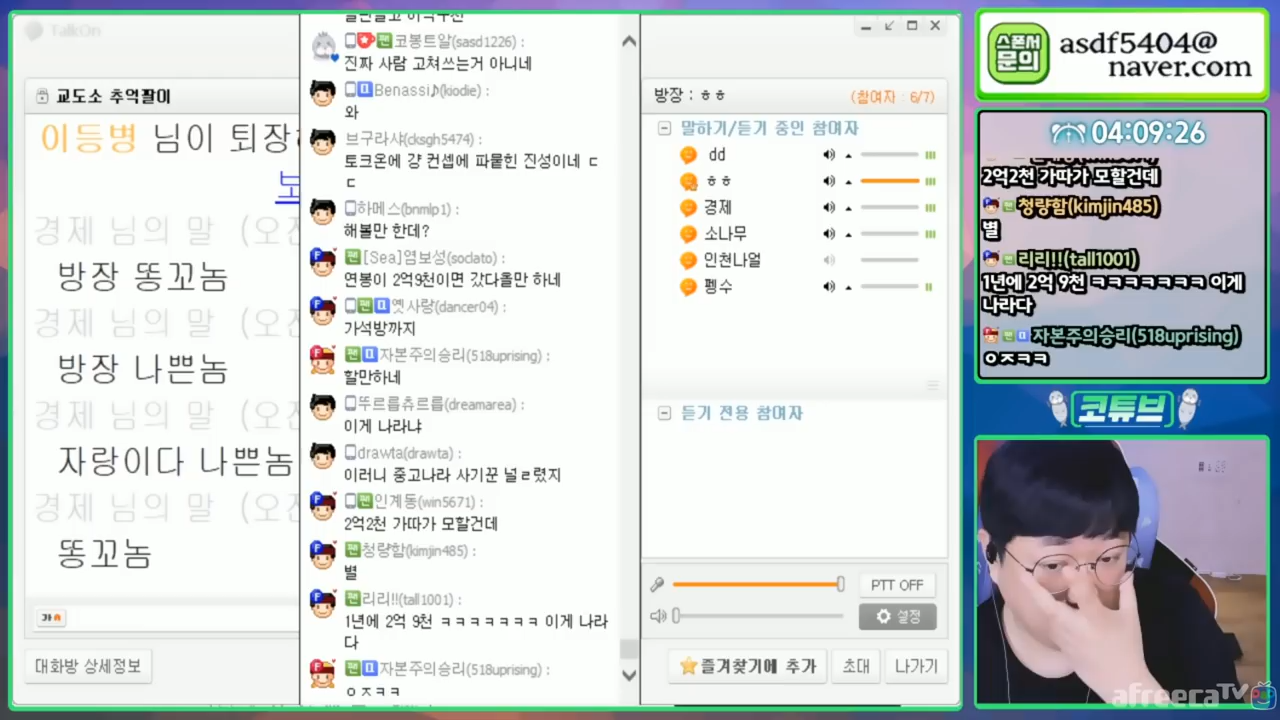 TalkOn
교도소 추억팔이
이등병 님이 퇴장
경제 님의 말 (오
방장 똥꼬놈
경제 님의 말 (오전
방장 나쁜놈
경제 님의 말 (오
자랑이다 나쁜놈
경제 님의 말 (오전
똥꼬놈
가
대화방 상세정보
팬코봉트알(sasd1226) :
진짜 사람 고쳐쓰는거 아니네
Benassi♪(kiodie) :
와
브구라샤(cksgh5474) :
토크온에 걍 컨셉에 파뭍힌 진성이네 ㄷ
ㄷ
하메스(bnmlp1) :
해볼만 한데?
팬[Sea]염보성(soclato) :
연봉이 2억9천이면 갔다올만 하네
팬옛사랑(dancer04) :
가석방까지
팬자본주의승리(518uprising) :
할만하네
뚜르릅츄르릅(dreamarea) :
이게 나라냐
drawta(drawta) :
이러니 중고나라 사기꾼 널ㄹ렸지
팬인계동(win5671) :
2억2천 가따가 모할건데
팬청량함(kimjin485) :
별
팬리리!!(tall1001) :
1년에 2억 9천 ㅋㅋㅋㅋㅋㅋㅋ 이게 나라
다
팬자본주의승리(518uprising) :
ㅇㅈㅋㅋ
방장 : ㅎㅎ
(참여자 : 6/7)
말하기/듣기 중인 참여자
dd
ㅎㅎ
경제
소나무
인천나얼
펭수
듣기 전용 참여자
PTT OFF
설정
즐겨찾기에 추가
초대
나가기
스폰서
문의
asdf5404@
naver.com
04:09:26
2억2천 가따가 모할건데
팬청량함(kimjin485)
별
팬리리!!(tall1001)
1년에 2억 9천 ㅋㅋㅋㅋㅋㅋㅋ 이게
나라다
팬자본주의승리(518uprising)
ㅇㅈㅋㅋ
코튜브
afreecaTV